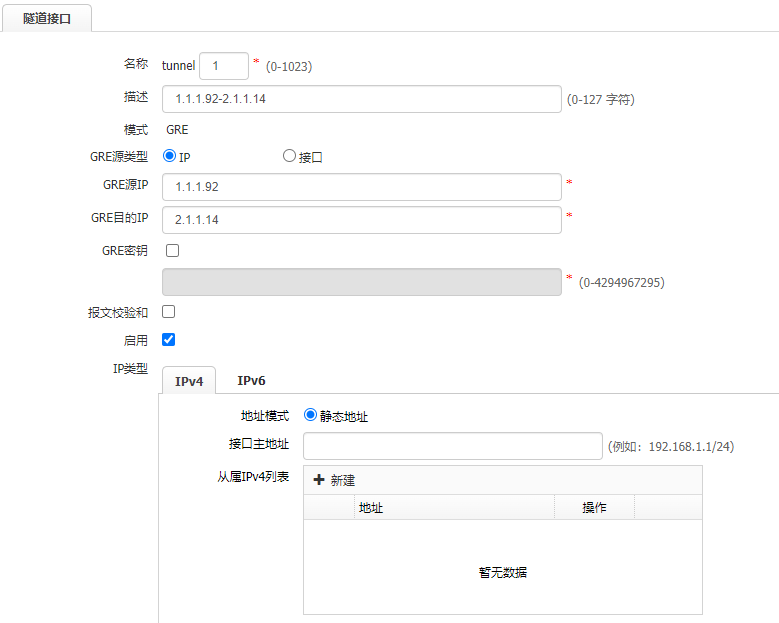 隧道接口
名称 tunnel 1 * (0-1023)
描述 1.1.1.92-2.1.1.14 (0-127 字符)
模式 GRE
GRE源类型 IP 接口
GRE源IP 1.1.1.92 *
GRE目的IP 2.1.1.14 *
GRE密钥
* (0-4294967295)
报文校验和
启用
IP类型 IPv4 IPv6
地址模式 静态地址
接口主地址 (例如：192.168.1.1/24)
从属IPv4列表 新建
地址 操作
暂无数据